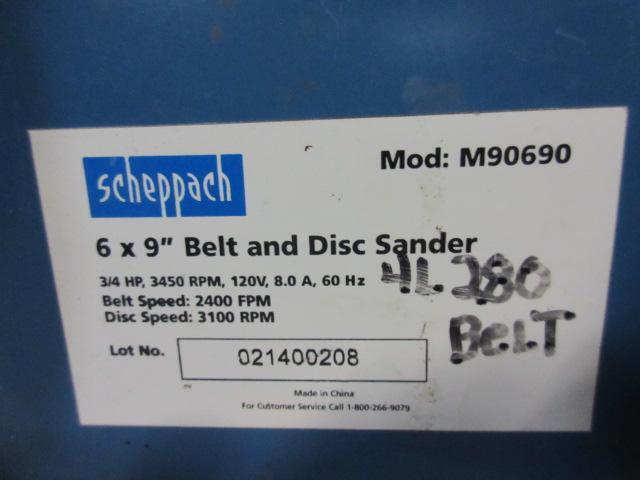 scheppach
Mod: M90690
6 x 9” Belt and Disc Sander
3/4 HP, 3450 RPM, 120V, 8.0 A, 60 Hz
4L280
Belt Speed: 2400 FPM
BELT
Disc Speed: 3100 RPM
Lot No. 021400208
Made in China
For Customer Service Call 1-800-266-9079